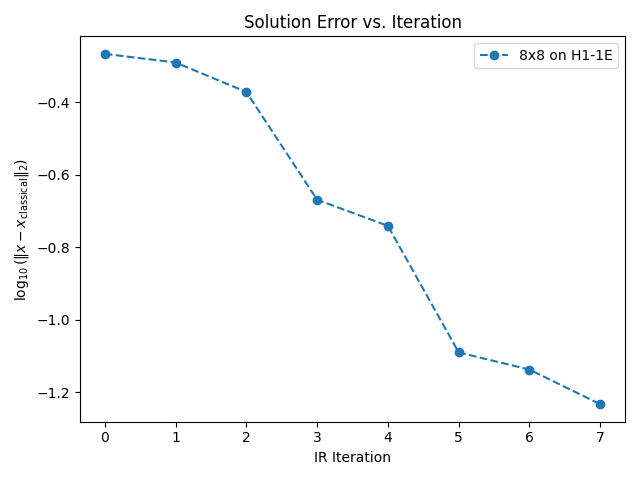 Solution Error vs. Iteration
8x8 on H1-1E
log₁₀(‖x − x_classical‖₂)
−0.4
−0.6
−0.8
−1.0
−1.2
0 1 2 3 4 5 6 7
IR Iteration